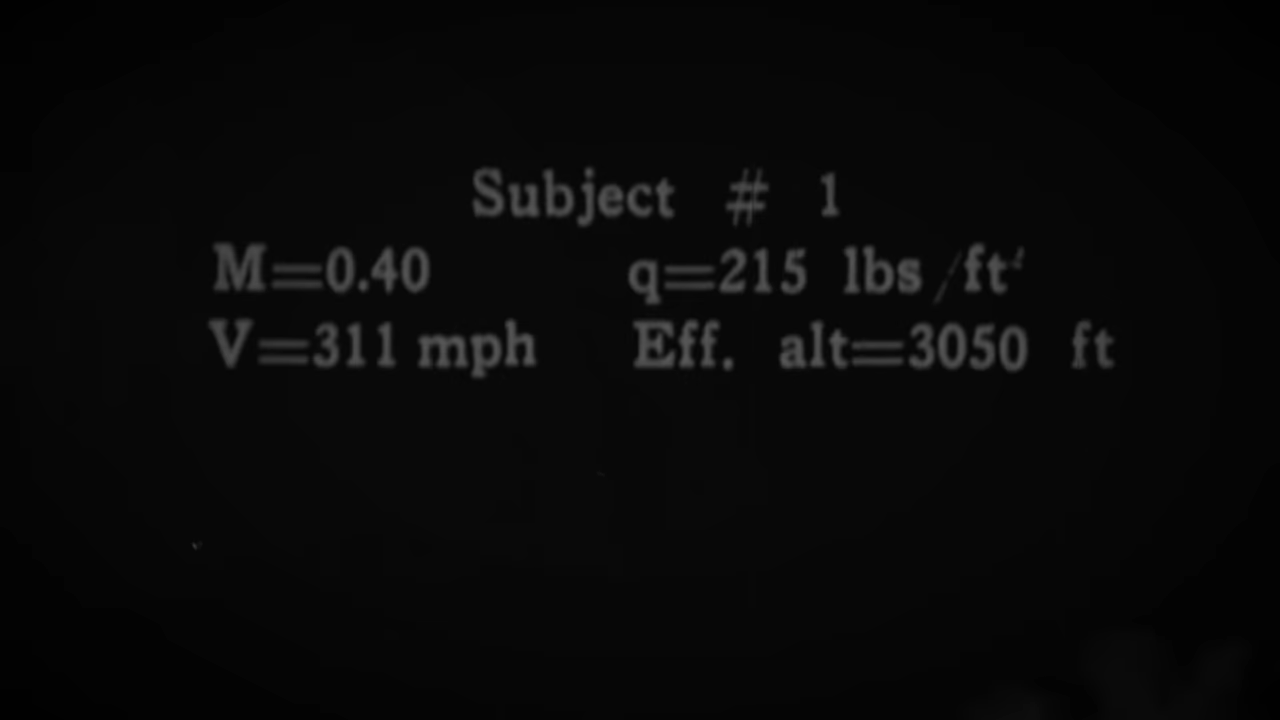 Subject # 1
M=0.40 q=215 lbs/ft²
V=311 mph Eff. alt=3050 ft